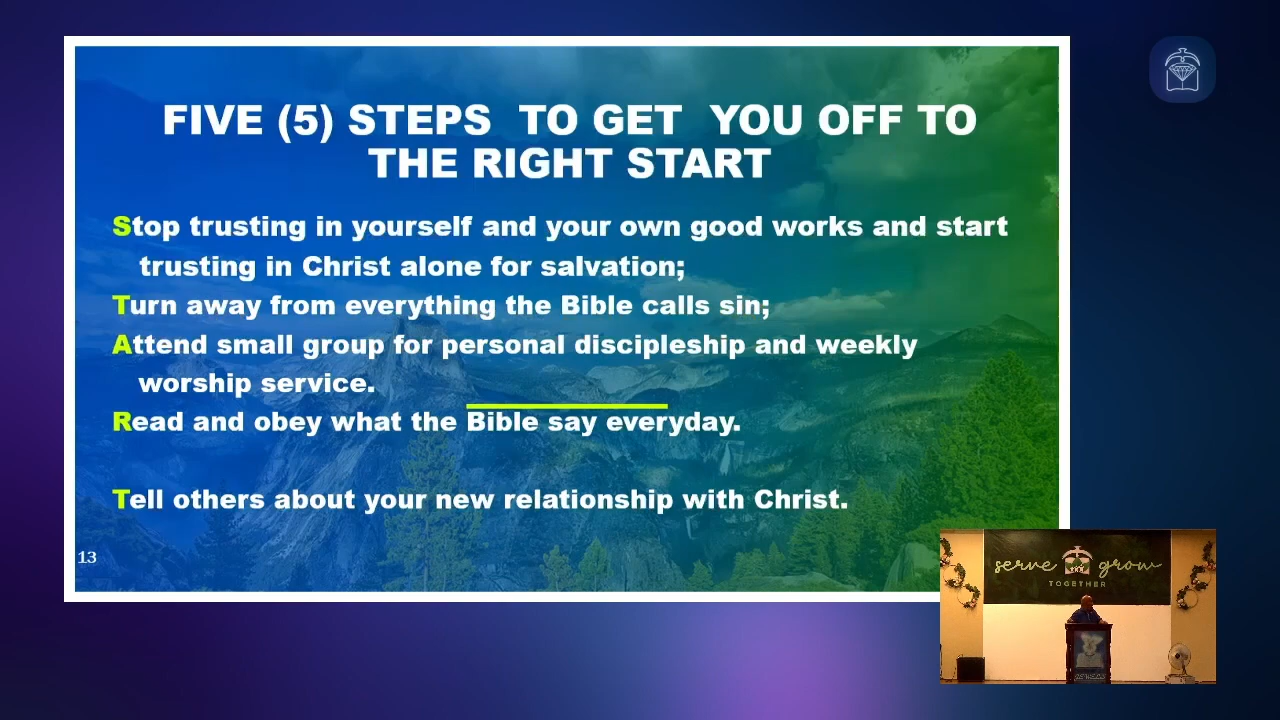 FIVE (5) STEPS TO GET YOU OFF TO
THE RIGHT START
Stop trusting in yourself and your own good works and start
trusting in Christ alone for salvation;
Turn away from everything the Bible calls sin;
Attend small group for personal discipleship and weekly
worship service.
Read and obey what the Bible say everyday.
Tell others about your new relationship with Christ.
13
serve grow
TOGETHER